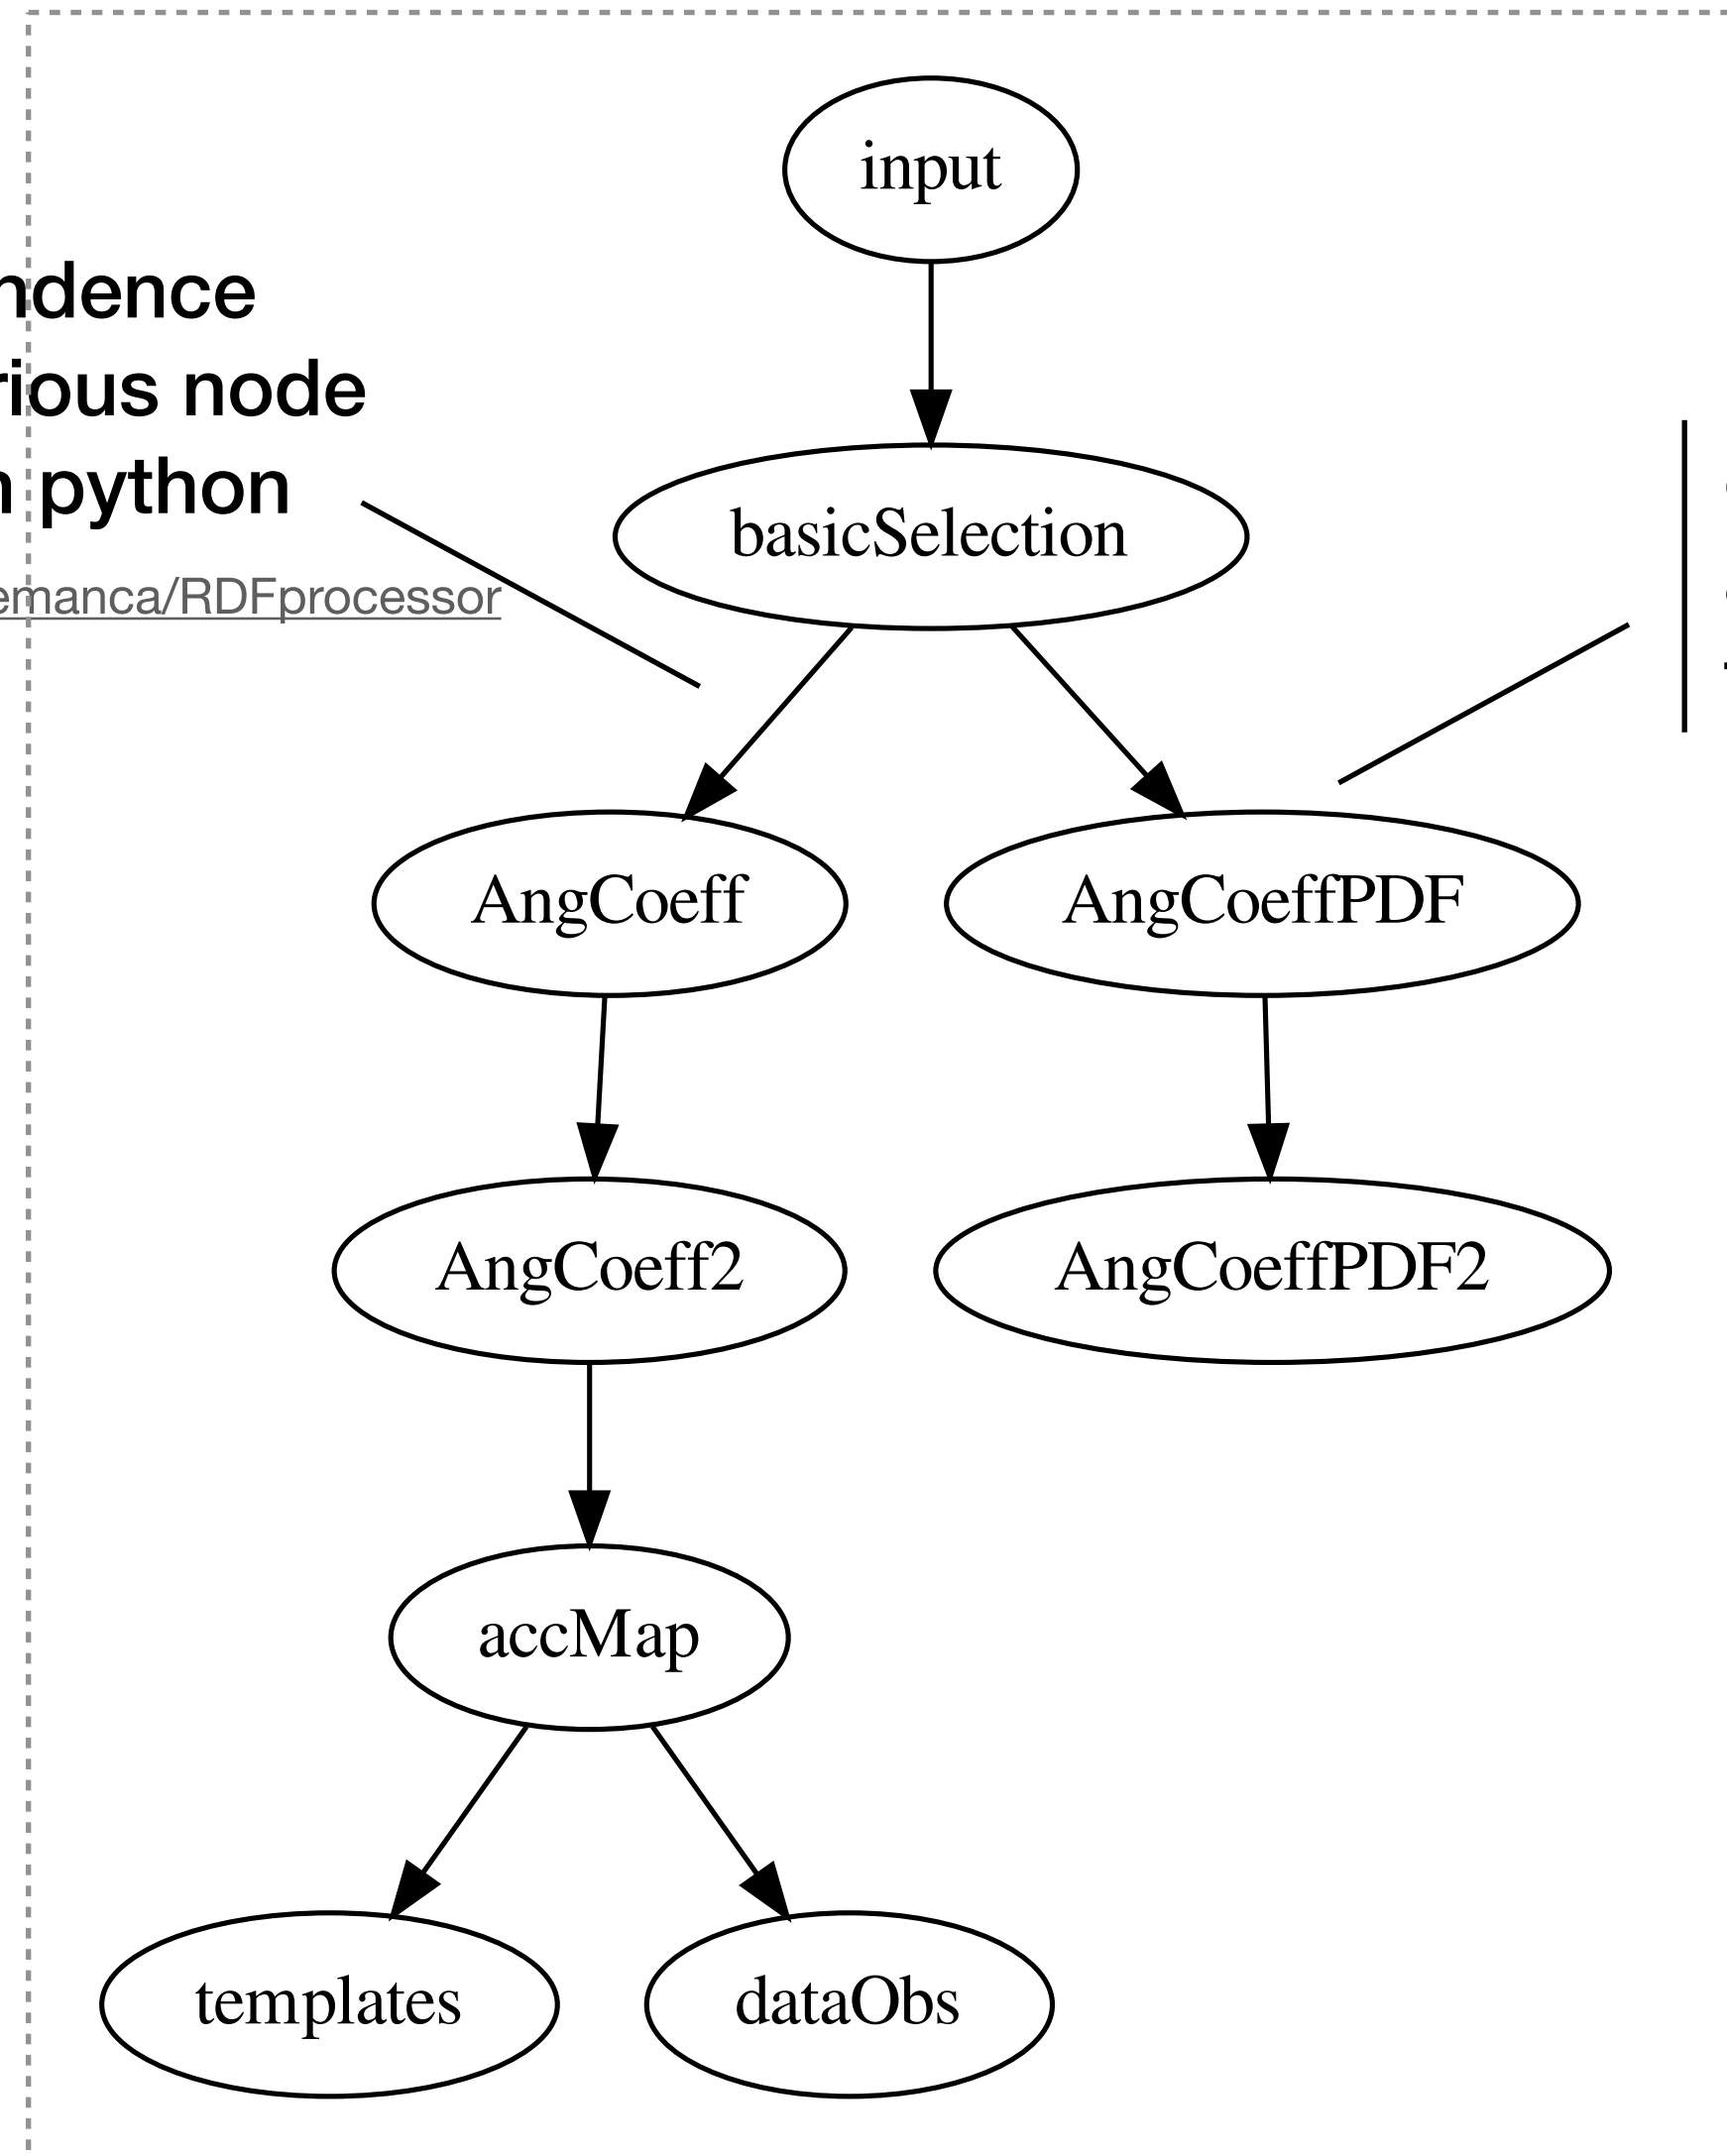 input
ndence
rious node
python
basicSelection
emanca/RDFprocessor
AngCoeff
AngCoeffPDF
AngCoeff2
AngCoeffPDF2
accMap
templates
dataObs